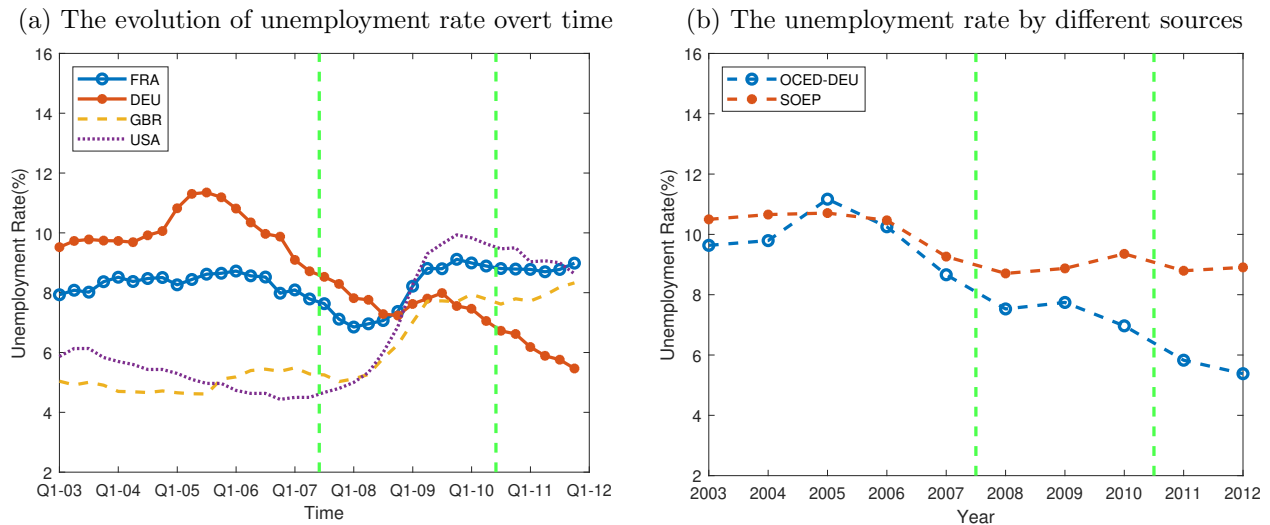 (a) The evolution of unemployment rate overt time
16
14
12
10
8
6
4
2
Unemployment Rate(%)
FRA
DEU
GBR
USA
Q1-03 Q1-04 Q1-05 Q1-06 Q1-07 Q1-08 Q1-09 Q1-10 Q1-11 Q1-12
Time
(b) The unemployment rate by different sources
16
14
12
10
8
6
4
2
Unemployment Rate(%)
OCED-DEU
SOEP
2003 2004 2005 2006 2007 2008 2009 2010 2011 2012
Year